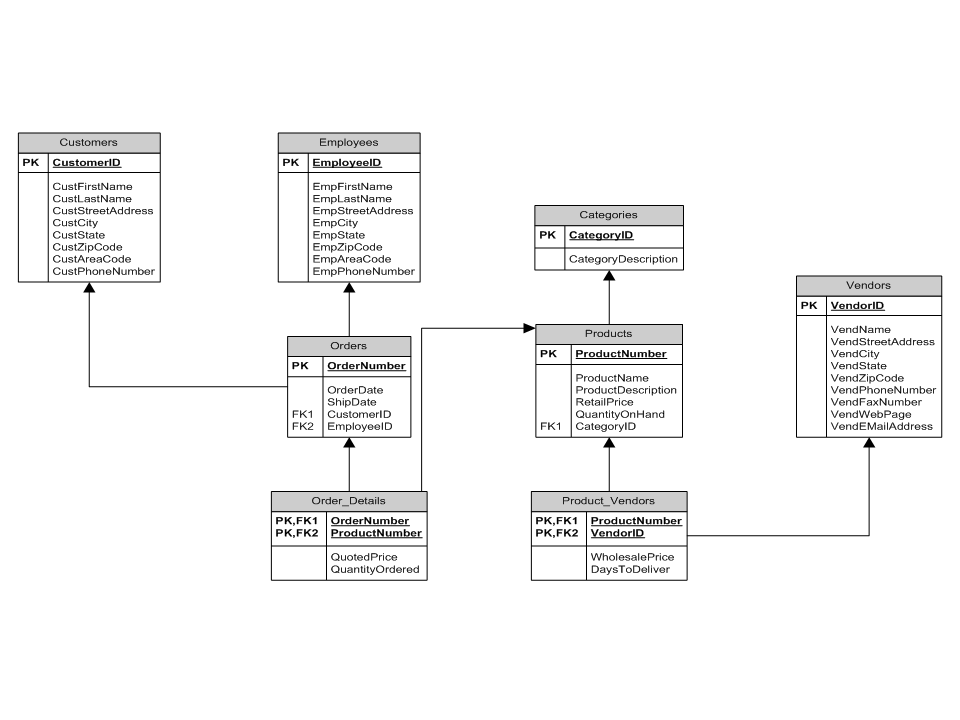 Customers
PK CustomerID
CustFirstName
CustLastName
CustStreetAddress
CustCity
CustState
CustZipCode
CustAreaCode
CustPhoneNumber
Employees
PK EmployeeID
EmpFirstName
EmpLastName
EmpStreetAddress
EmpCity
EmpState
EmpZipCode
EmpAreaCode
EmpPhoneNumber
Categories
PK CategoryID
CategoryDescription
Vendors
PK VendorID
VendName
VendStreetAddress
VendCity
VendState
VendZipCode
VendPhoneNumber
VendFaxNumber
VendWebPage
VendEMailAddress
Orders
PK OrderNumber
OrderDate
ShipDate
FK1 CustomerID
FK2 EmployeeID
Products
PK ProductNumber
ProductName
ProductDescription
RetailPrice
QuantityOnHand
FK1 CategoryID
Order_Details
PK,FK1 OrderNumber
PK,FK2 ProductNumber
QuotedPrice
QuantityOrdered
Product_Vendors
PK,FK1 ProductNumber
PK,FK2 VendorID
WholesalePrice
DaysToDeliver